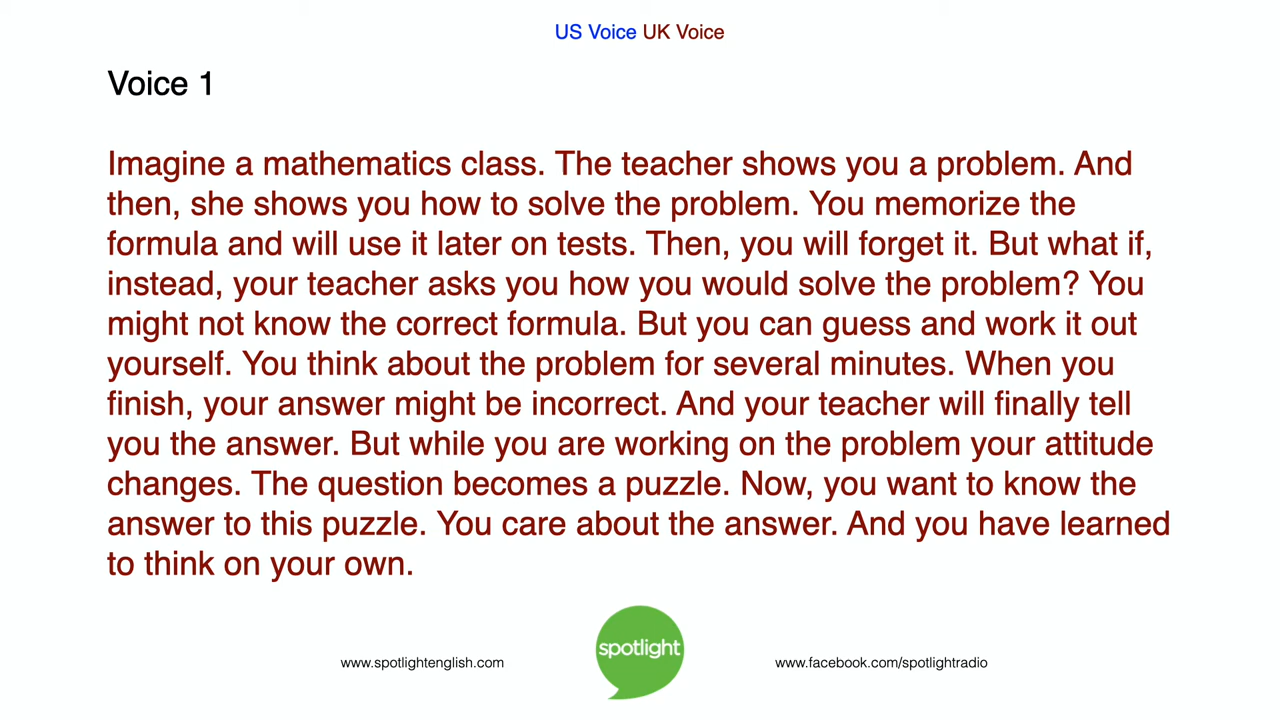 US Voice UK Voice
Voice 1
Imagine a mathematics class. The teacher shows you a problem. And
then, she shows you how to solve the problem. You memorize the
formula and will use it later on tests. Then, you will forget it. But what if,
instead, your teacher asks you how you would solve the problem? You
might not know the correct formula. But you can guess and work it out
yourself. You think about the problem for several minutes. When you
finish, your answer might be incorrect. And your teacher will finally tell
you the answer. But while you are working on the problem your attitude
changes. The question becomes a puzzle. Now, you want to know the
answer to this puzzle. You care about the answer. And you have learned
to think on your own.
spotlight
www.spotlightenglish.com
www.facebook.com/spotlightradio